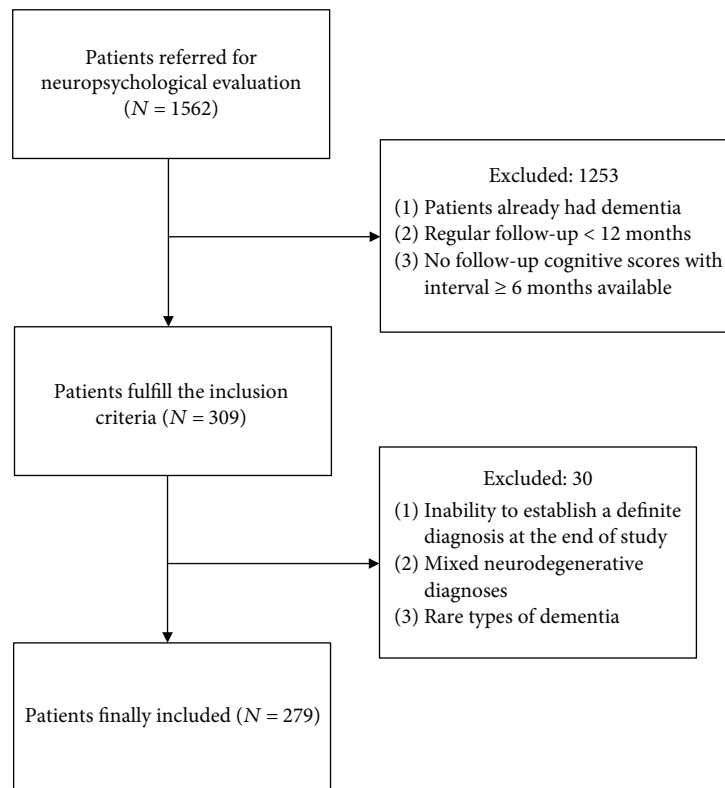 Patients referred for
neuropsychological evaluation
(N = 1562)
Excluded: 1253
(1) Patients already had dementia
(2) Regular follow-up < 12 months
(3) No follow-up cognitive scores with
interval ≥ 6 months available
Patients fulfill the inclusion
criteria (N = 309)
Excluded: 30
(1) Inability to establish a definite
diagnosis at the end of study
(2) Mixed neurodegenerative
diagnoses
(3) Rare types of dementia
Patients finally included (N = 279)